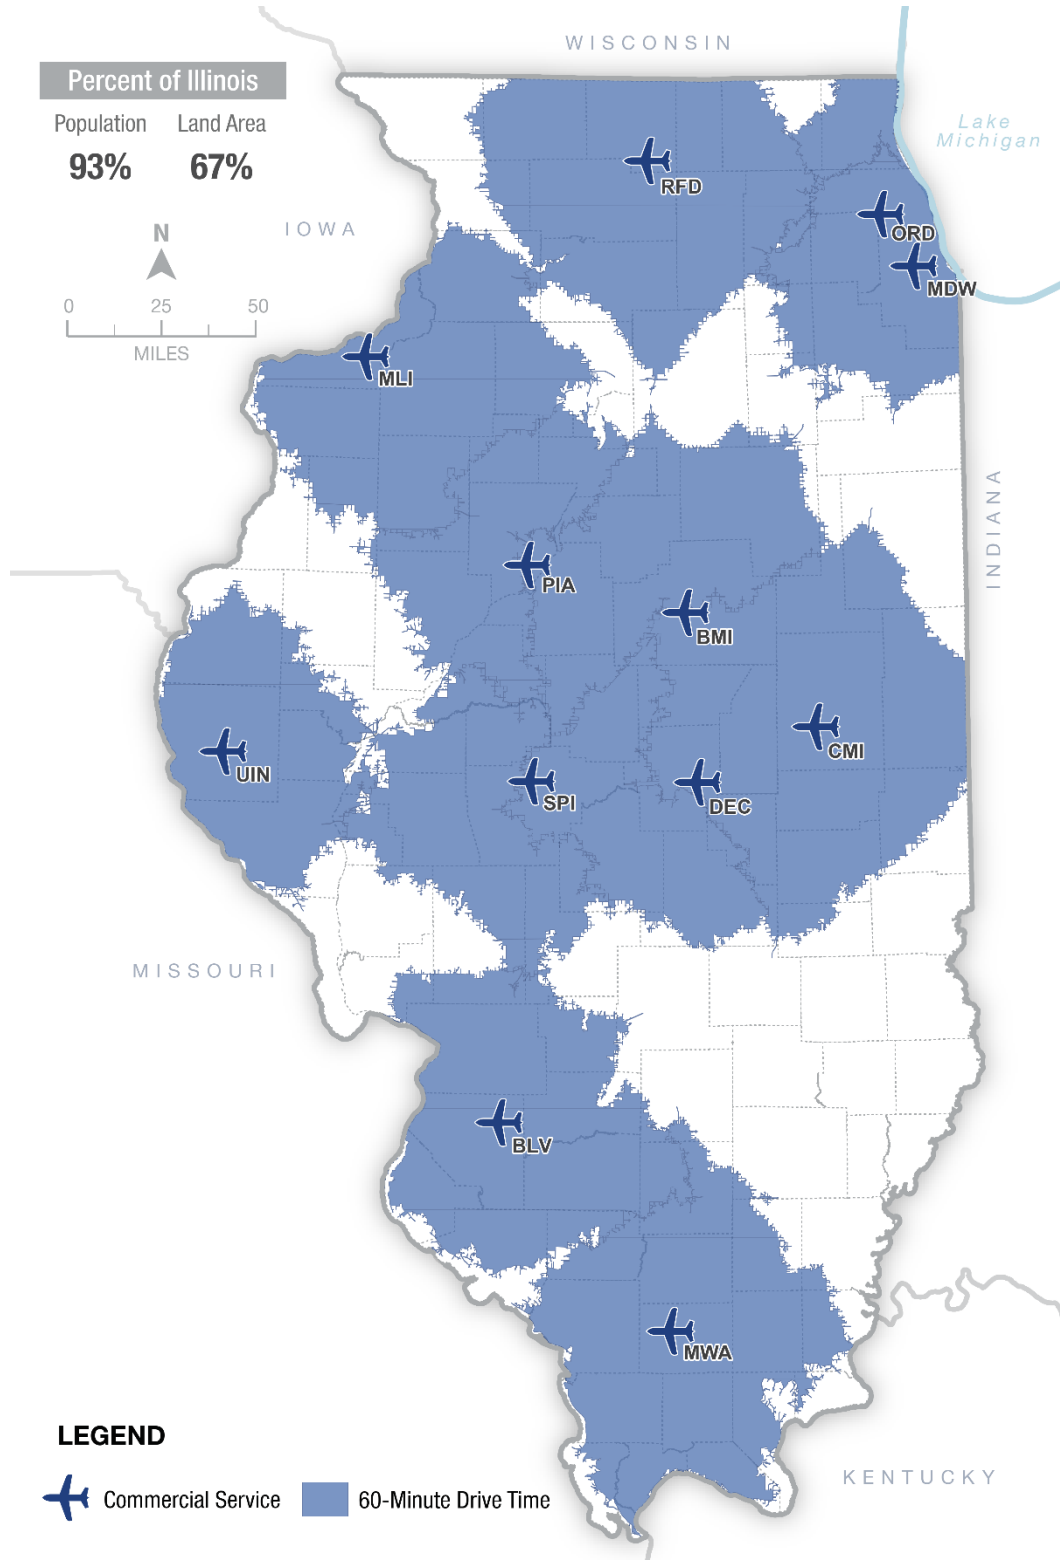 WISCONSIN
Percent of Illinois
Population Land Area
93% 67%
Lake
Michigan
RFD
IOWA
N
ORD
MDW
0 25 50
MILES
MLI
INDIANA
PIA
BMI
UIN
CMI
SPI
DEC
MISSOURI
BLV
MWA
LEGEND
KENTUCKY
Commercial Service 60-Minute Drive Time